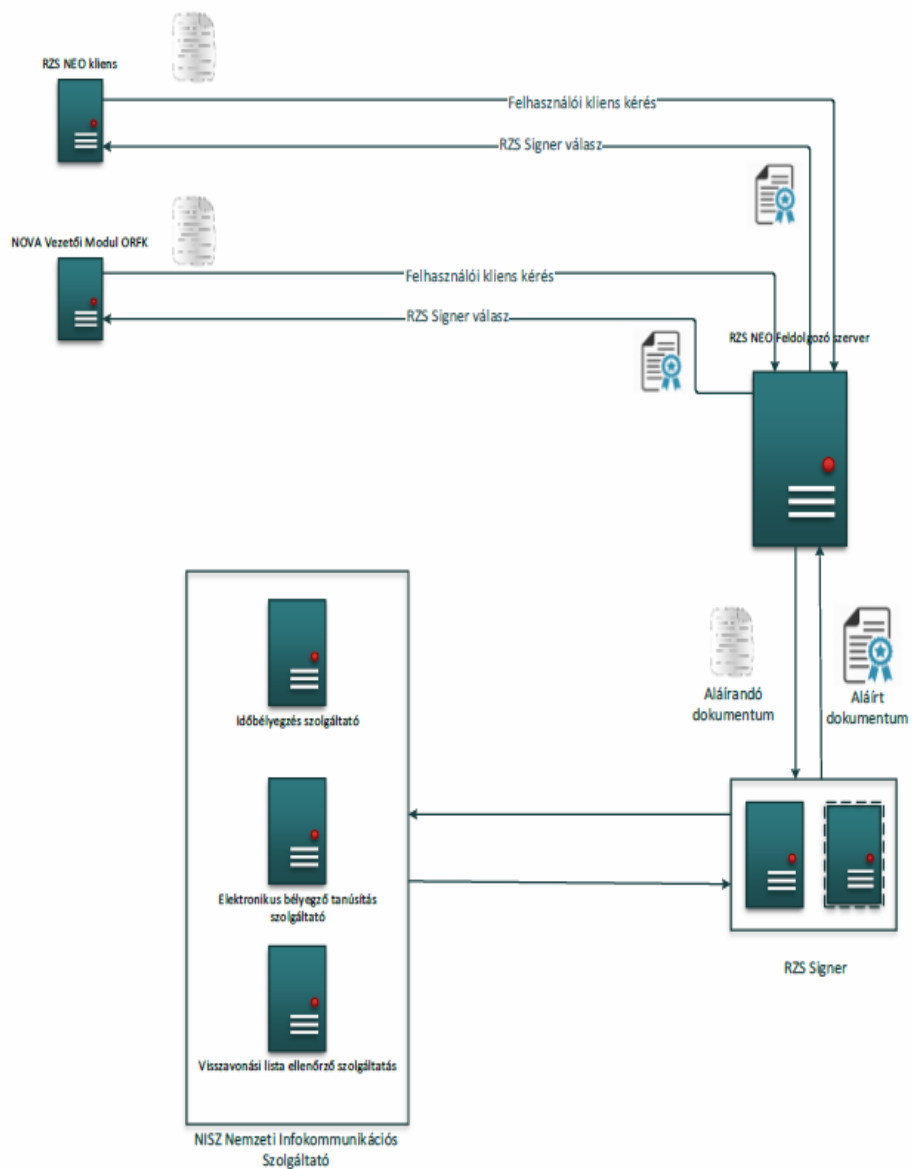 RZS NEO kliens
Felhasználói kliens kérés
RZS Signer válasz
NOVA Vezetői Modul ORFK
Felhasználói kliens kérés
RZS Signer válasz
RZS NEO Feldolgozó szerver
Aláírandó
dokumentum
Aláírt
dokumentum
Időbélyegzés szolgáltató
Elektronikus bélyegző tanúsítás
szolgáltató
Visszavonási lista ellenőrző szolgáltatás
RZS Signer
NISZ Nemzeti Infokommunikációs
Szolgáltató